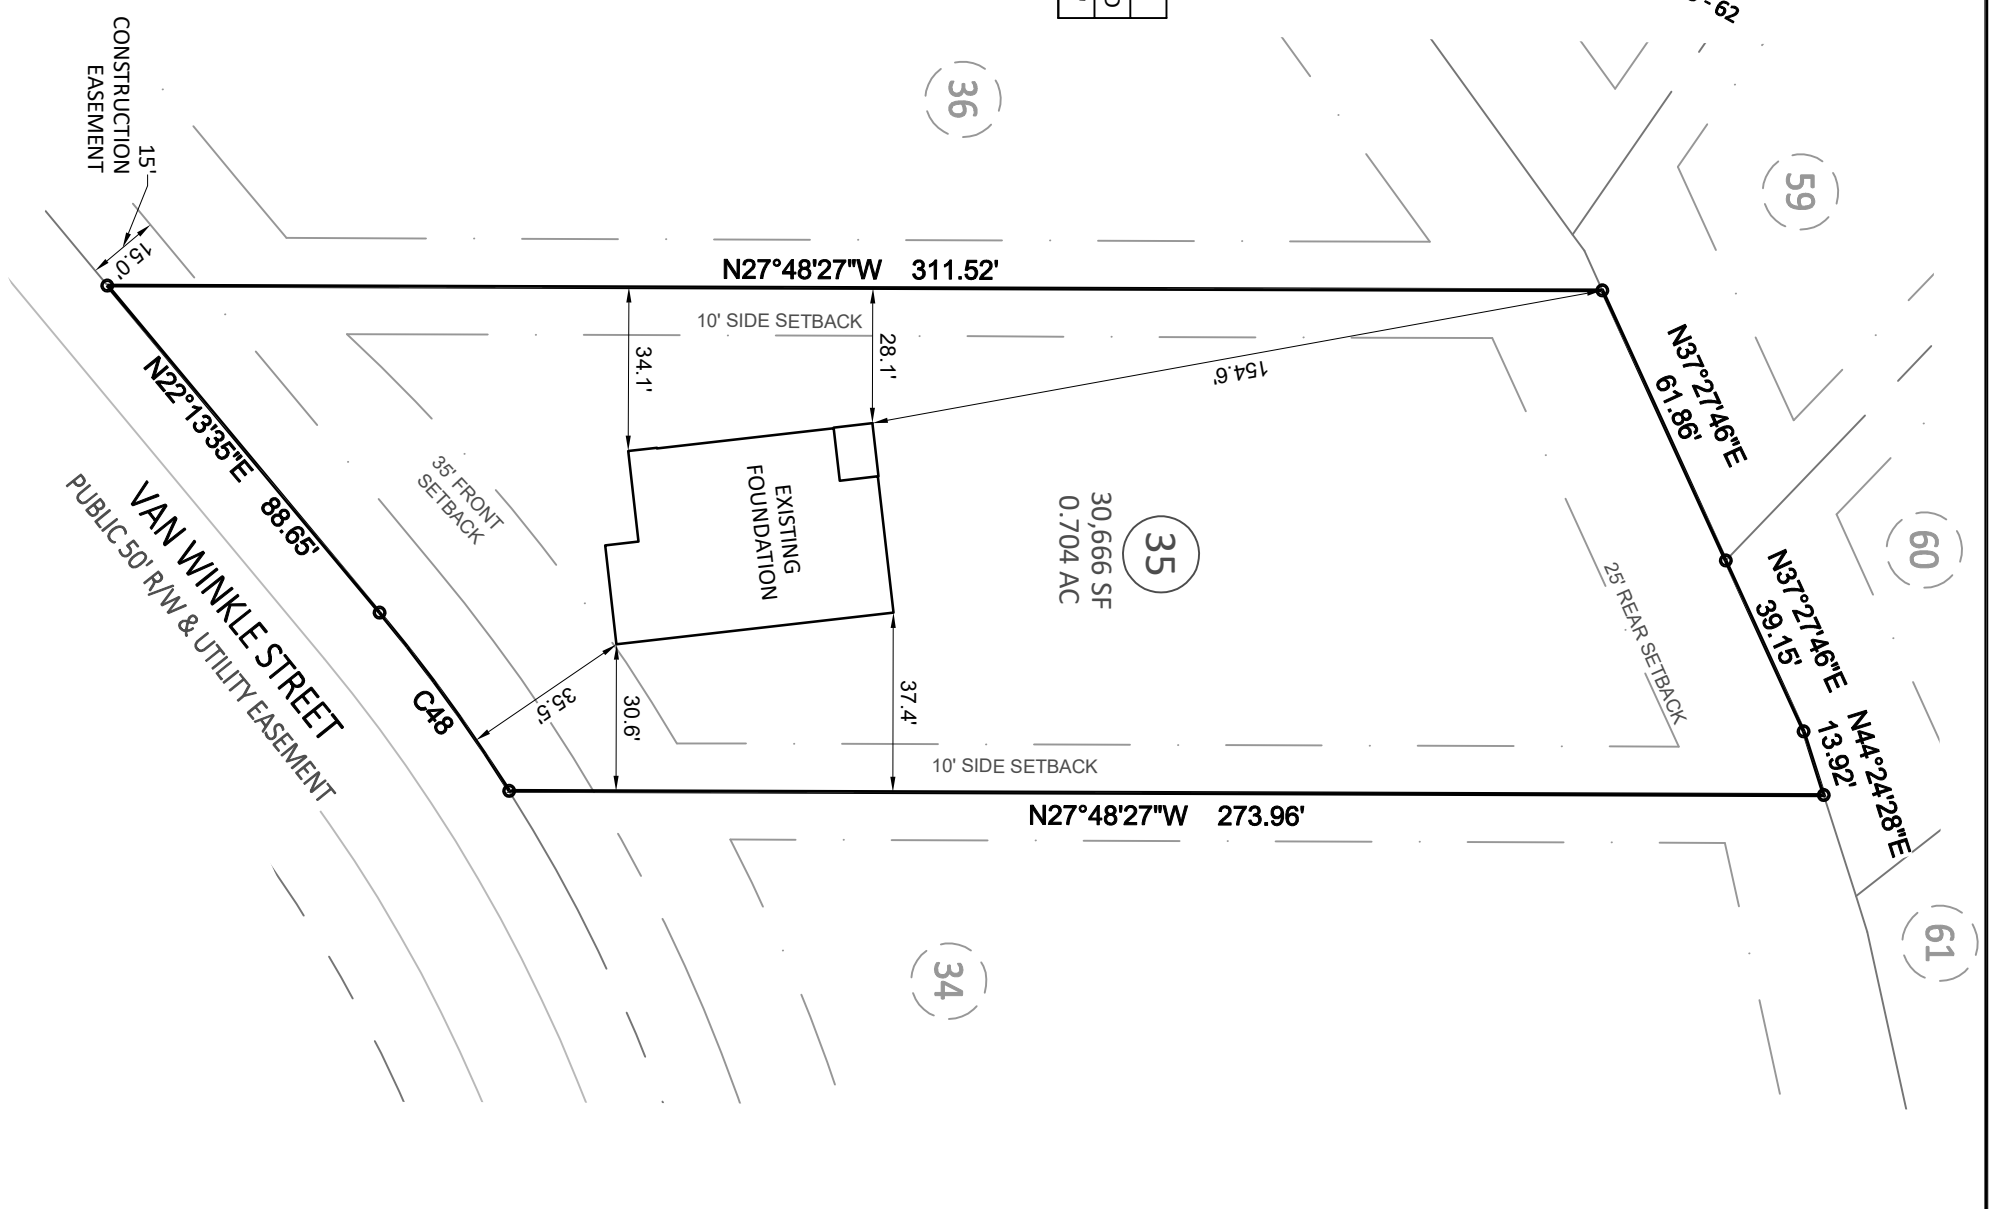 - 62
36
59
CONSTRUCTION
EASEMENT
15'
15.0'
N27°48'27"W 311.52'
10' SIDE SETBACK
34.1'
28.1'
154.6'
N37°27'46"E
61.86'
N22°13'35"E 88.65'
35' FRONT
SETBACK
EXISTING
FOUNDATION
35
30,666 SF
0.704 AC
60
N37°27'46"E
39.15'
25' REAR SETBACK
VAN WINKLE STREET
PUBLIC 50' R/W & UTILITY EASEMENT
C48
35.5'
30.6'
37.4'
10' SIDE SETBACK
N44°24'28"E
13.92'
N27°48'27"W 273.96'
34
61